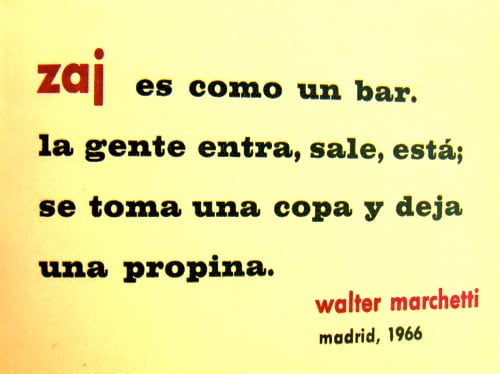 zaj es como un bar.
la gente entra, sale, está;
se toma una copa y deja
una propina.
walter marchetti
madrid, 1966